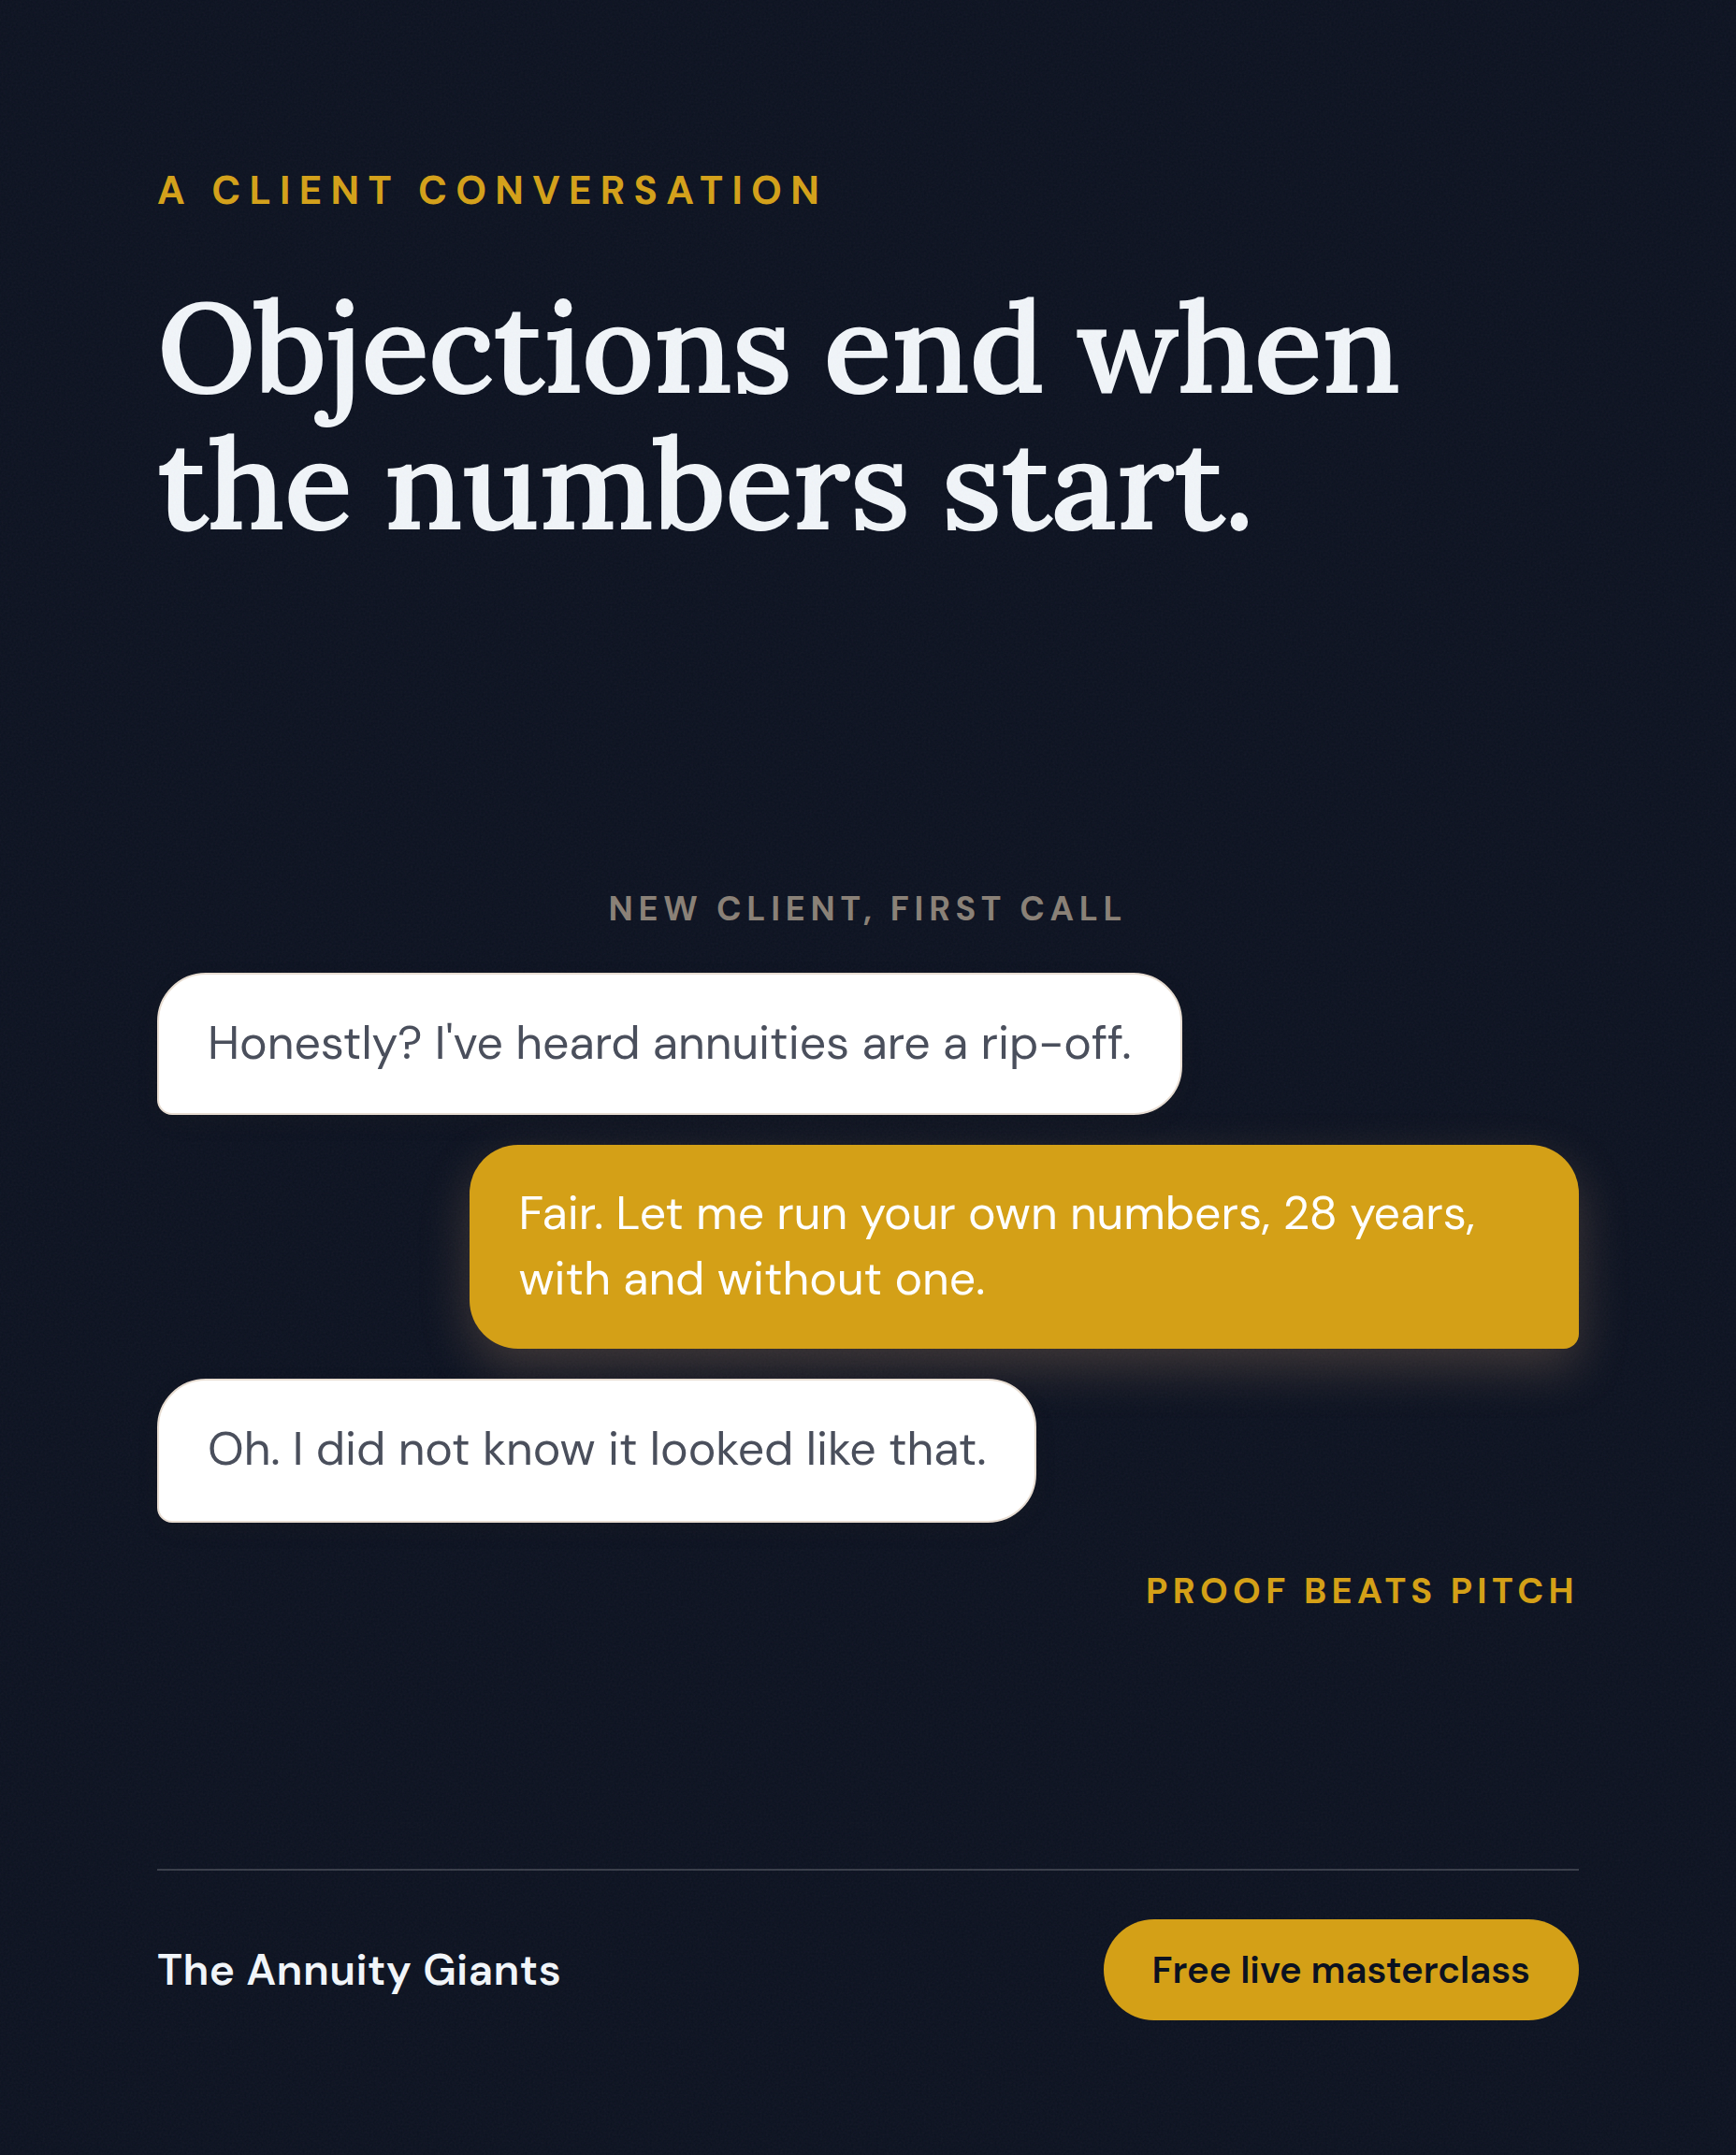 A CLIENT CONVERSATION
Objections end when
the numbers start.
NEW CLIENT, FIRST CALL
Honestly? I've heard annuities are a rip-off.
Fair. Let me run your own numbers, 28 years,
with and without one.
Oh. I did not know it looked like that.
PROOF BEATS PITCH
The Annuity Giants
Free live masterclass